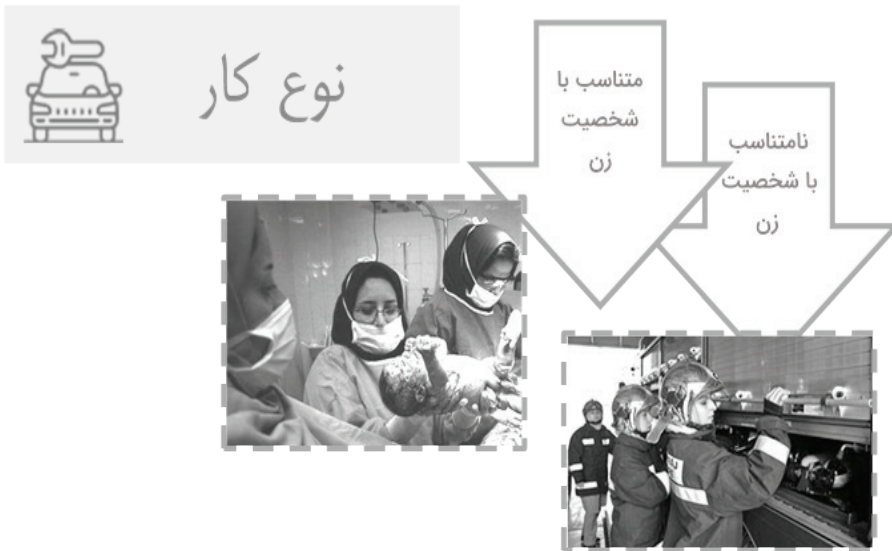 نوع کار
متناسب با
شخصیت
زن
نامتناسب
با شخصیت
زن